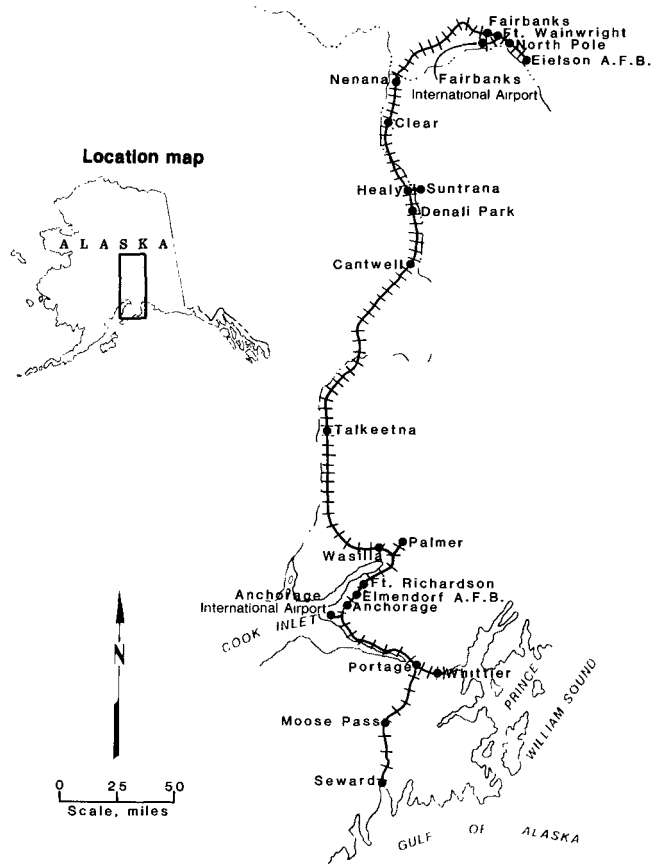 Fairbanks
Ft. Wainwright
North Pole
Eielson A.F.B.
Nenana
Fairbanks
International Airport
Clear
Location map
Healy
Suntrana
Denali Park
A L A S K A
Cantwell
Talkeetna
Palmer
Wasilla
Ft. Richardson
Anchorage
International Airport
Elmendorf A.F.B.
Anchorage
COOK INLET
N
Portage
Whittier
PRINCE
WILLIAM SOUND
Moose Pass
Seward
0 25 50
Scale, miles
GULF OF ALASKA